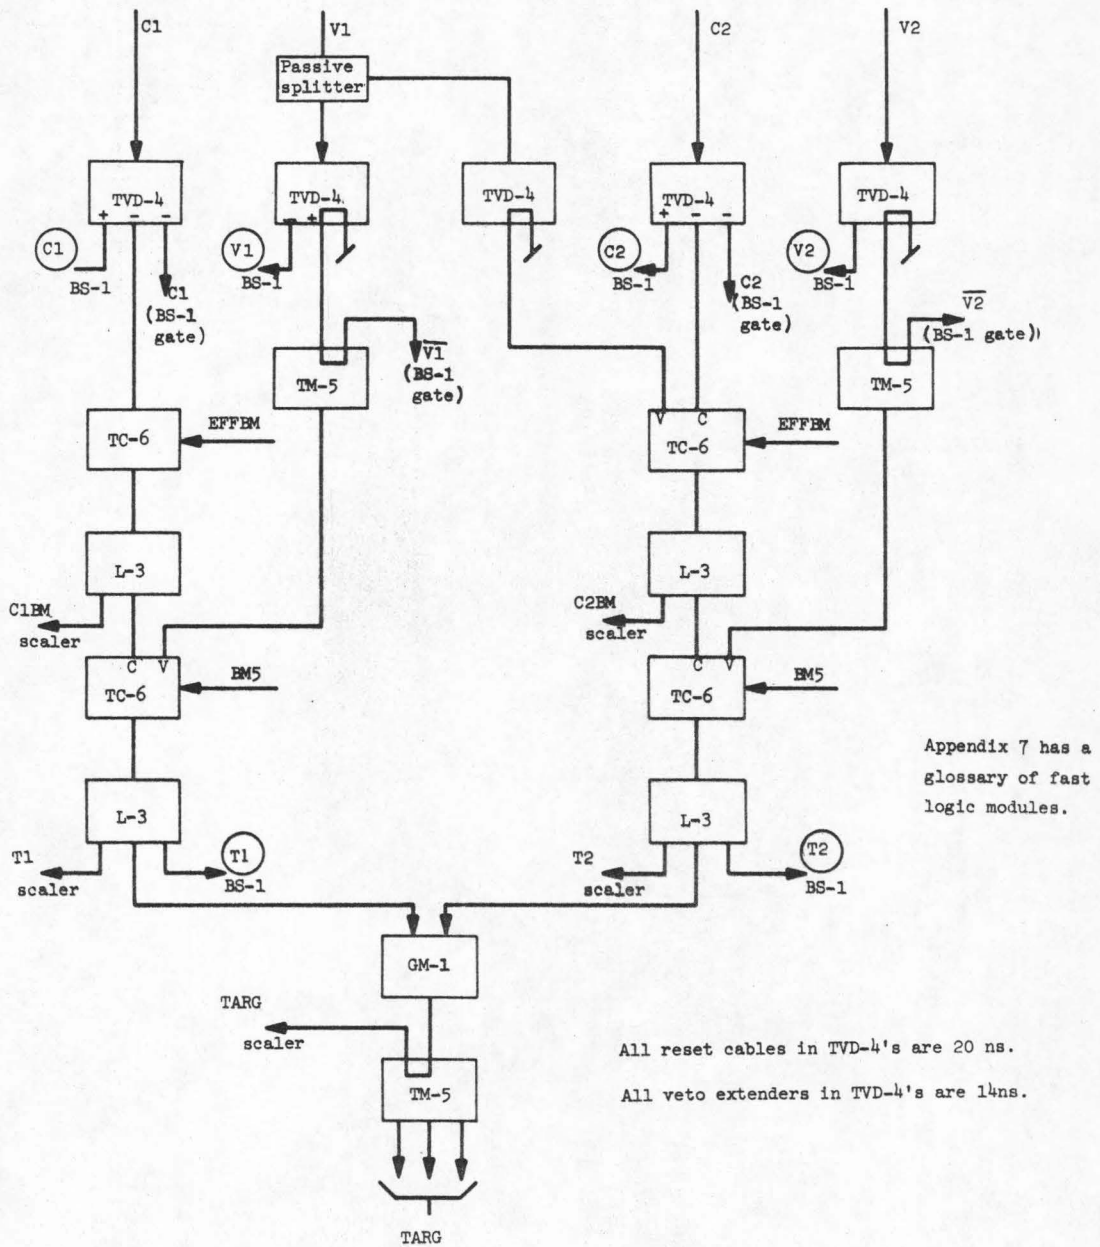 C1
V1
C2
V2
Passive
splitter
TVD-4
+ - -
TVD-4
- +
TVD-4
TVD-4
+ - -
TVD-4
C1
BS-1
C1
(BS-1
gate)
V1
BS-1
C2
BS-1
C2
(BS-1
gate)
V2
BS-1
V2
(BS-1 gate)
V1
(BS-1
gate)
TM-5
TM-5
V C
TC-6
EFFBM
TC-6
EFFBM
L-3
L-3
C1BM
scaler
C2BM
scaler
C V
TC-6
BM5
C V
TC-6
BM5
Appendix 7 has a
glossary of fast
logic modules.
L-3
L-3
T1
scaler
T1
BS-1
T2
scaler
T2
BS-1
GM-1
TARG
scaler
All reset cables in TVD-4's are 20 ns.
All veto extenders in TVD-4's are 14ns.
TM-5
TARG